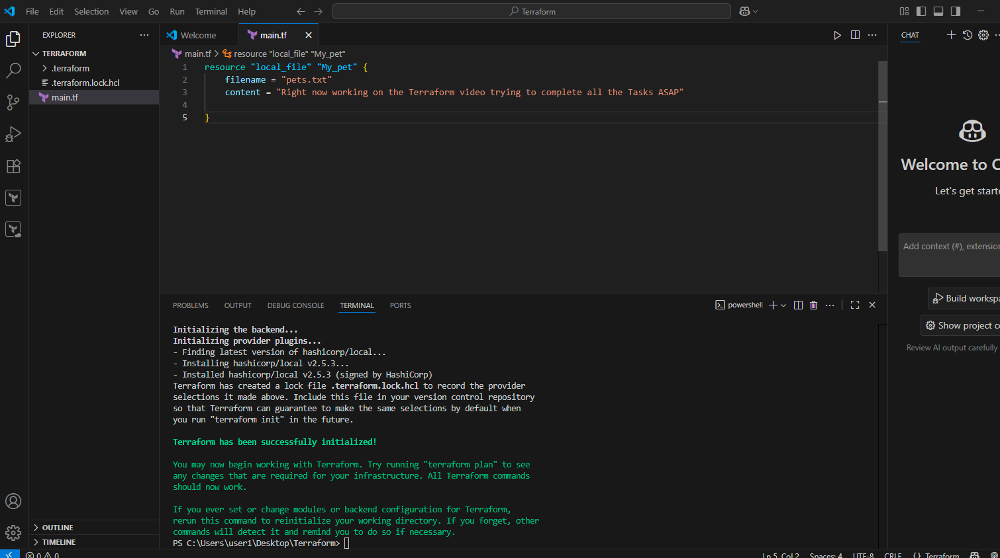 File Edit Selection View Go Run Terminal Help
Terraform
EXPLORER
TERRAFORM
.terraform
.terraform.lock.hcl
main.tf
Welcome
main.tf
main.tf > resource "local_file" "My_pet"
1 resource "local_file" "My_pet" {
2 filename = "pets.txt"
3 content = "Right now working on the Terraform video trying to complete all the Tasks ASAP"
4
5 }
PROBLEMS OUTPUT DEBUG CONSOLE TERMINAL PORTS
powershell
Initializing the backend...
Initializing provider plugins...
- Finding latest version of hashicorp/local...
- Installing hashicorp/local v2.5.3...
- Installed hashicorp/local v2.5.3 (signed by HashiCorp)
Terraform has created a lock file .terraform.lock.hcl to record the provider
selections it made above. Include this file in your version control repository
so that Terraform can guarantee to make the same selections by default when
you run "terraform init" in the future.
Terraform has been successfully initialized!
You may now begin working with Terraform. Try running "terraform plan" to see
any changes that are required for your infrastructure. All Terraform commands
should now work.
If you ever set or change modules or backend configuration for Terraform,
rerun this command to reinitialize your working directory. If you forget, other
commands will detect it and remind you to do so if necessary.
PS C:\Users\user1\Desktop\Terraform>
CHAT
Welcome to C
Let's get starte
Add context (#), extension
Build workspa
Show project co
Review AI output carefully
OUTLINE
TIMELINE
0 0
Ln 5, Col 2 Spaces: 4 UTF-8 CRLF {} Terraform